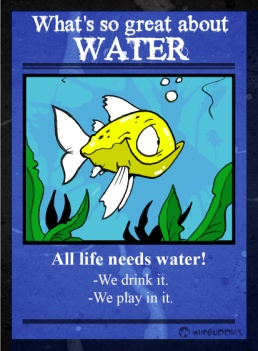 What's so great about
WATER
All life needs water!
-We drink it.
-We play in it.